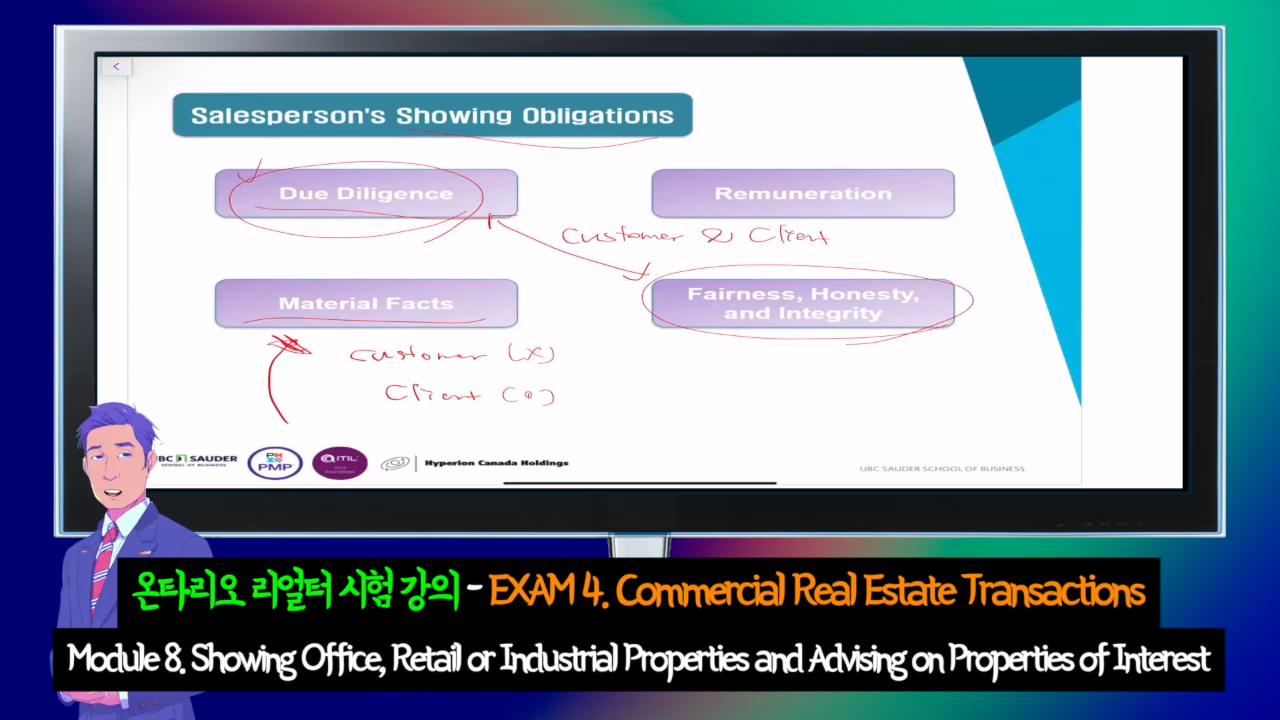 <
Salesperson's Showing Obligations
Due Diligence
Remuneration
Customer & Client
Material Facts
Fairness, Honesty,
and Integrity
Customer (X)
Client (O)
BC SAUDER
SCHOOL OF BUSINESS
PMP
ITIL
Foundation
Hyperion Canada Holdings
UBC SAUDER SCHOOL OF BUSINESS
온타리오 리얼터 시험 강의 - EXAM 4. Commercial Real Estate Transactions
Module 8. Showing Office, Retail or Industrial Properties and Advising on Properties of Interest